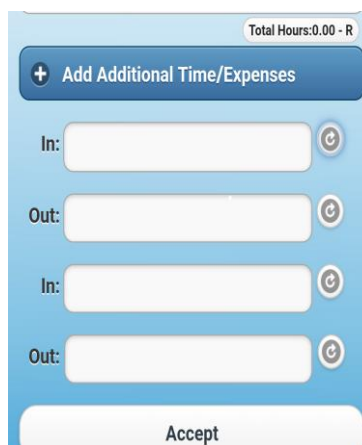 Total Hours:0.00 - R
Add Additional Time/Expenses
In:
Out:
In:
Out:
Accept